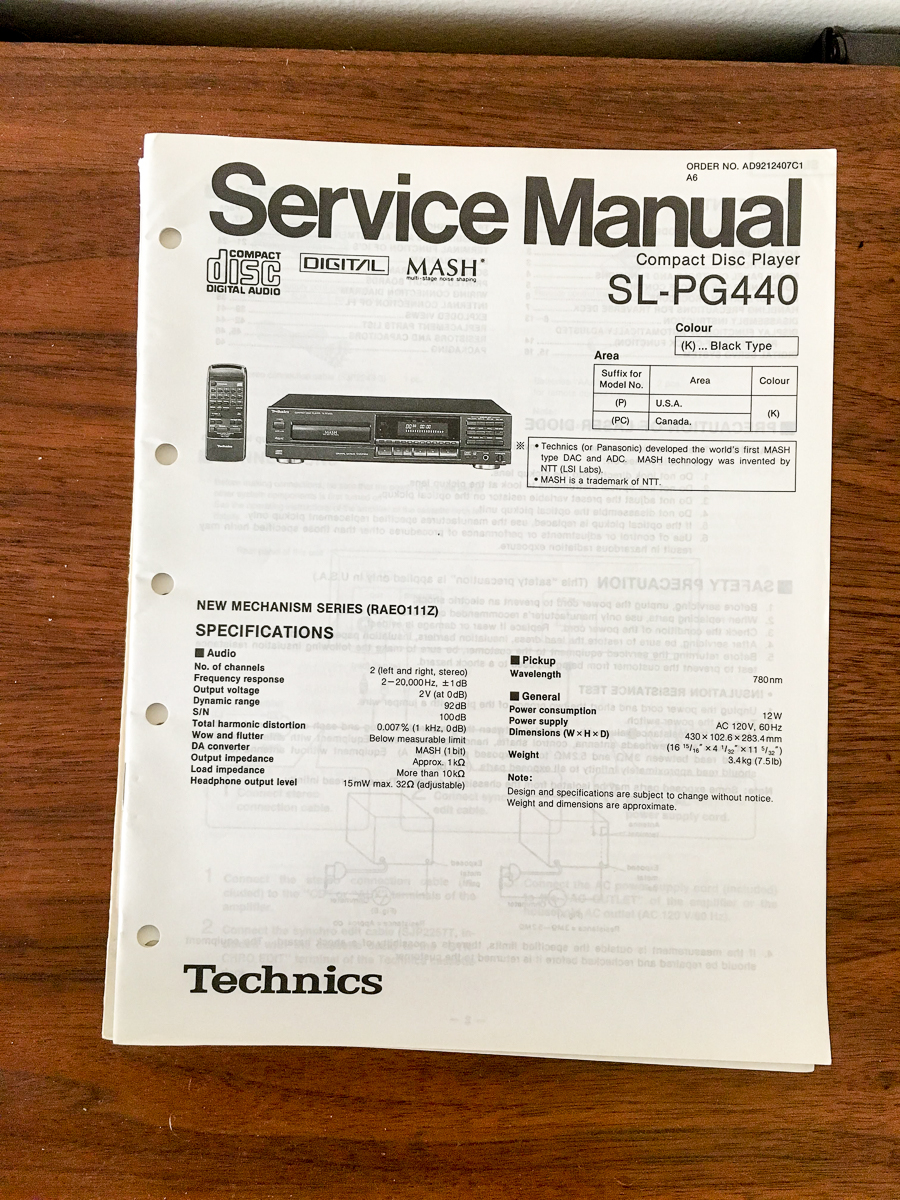 ORDER NO. AD9212407C1
A6
Service Manual
COMPACT
disc
DIGITAL AUDIO
DIGITAL
MASH*
multi-stage noise shaping
Compact Disc Player
SL-PG440
Colour
(K) ... Black Type
Area
Suffix for Model No. Area Colour
(P) U.S.A. (K)
(PC) Canada.
Technics
MASH
※ • Technics (or Panasonic) developed the world's first MASH
type DAC and ADC. MASH technology was invented by
NTT (LSI Labs).
• MASH is a trademark of NTT.
NEW MECHANISM SERIES (RAEO111Z)
SPECIFICATIONS
■ Audio
No. of channels 2 (left and right, stereo)
Frequency response 2–20,000Hz, ±1dB
Output voltage 2V (at 0dB)
Dynamic range 92dB
S/N 100dB
Total harmonic distortion 0.007% (1 kHz, 0dB)
Wow and flutter Below measurable limit
DA converter MASH (1bit)
Output impedance Approx. 1kΩ
Load impedance More than 10kΩ
Headphone output level 15mW max. 32Ω (adjustable)
■ Pickup
Wavelength 780nm
■ General
Power consumption 12W
Power supply AC 120V, 60Hz
Dimensions (W×H×D) 430×102.6×283.4mm
(16 15/16"×4 1/32"×11 5/32")
Weight 3.4kg (7.5lb)
Note:
Design and specifications are subject to change without notice.
Weight and dimensions are approximate.
Technics